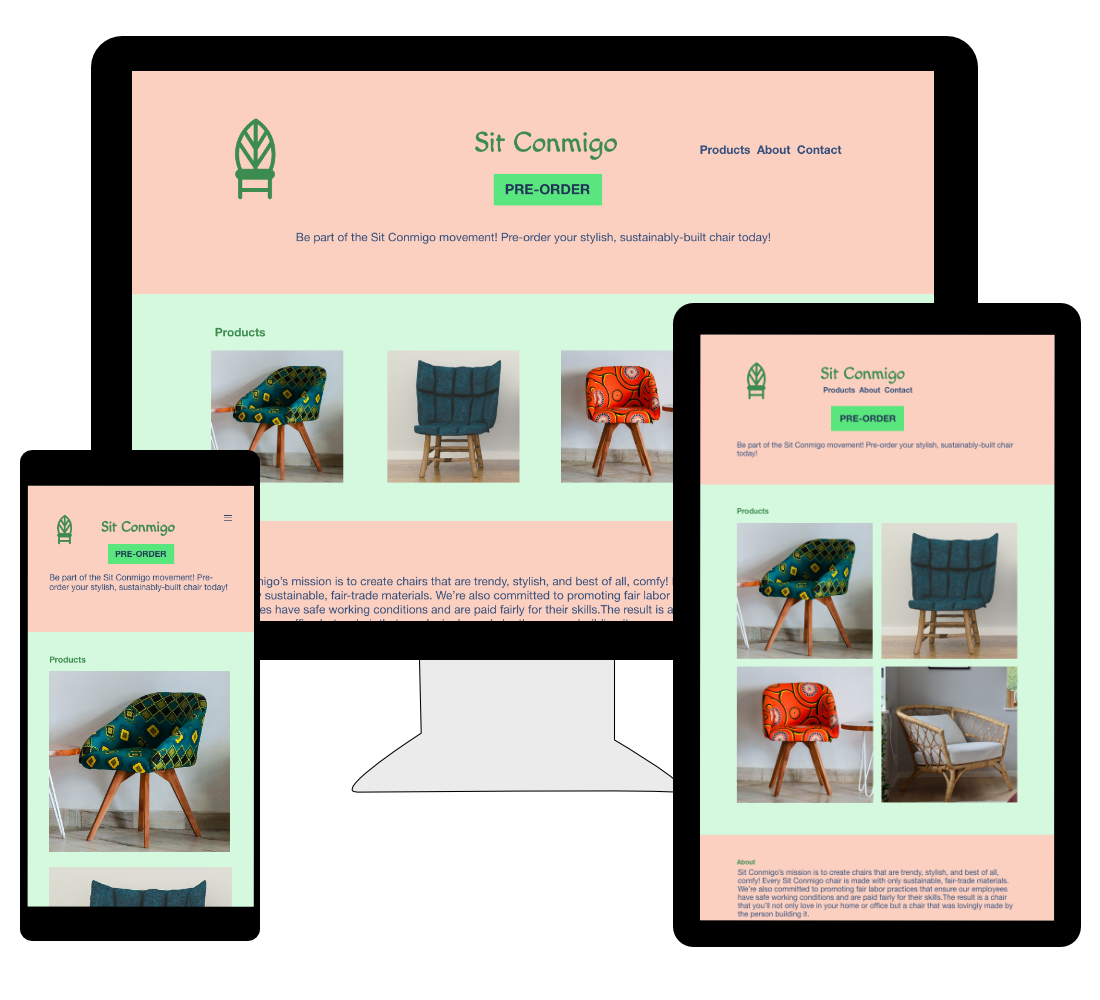 Sit Conmigo
Products About Contact
PRE-ORDER
Be part of the Sit Conmigo movement! Pre-order your stylish, sustainably-built chair today!
Products
migo's mission is to create chairs that are trendy, stylish, and best of all, comfy!
sustainable, fair-trade materials. We're also committed to promoting fair labor
es have safe working conditions and are paid fairly for their skills.The result is a
Sit Conmigo
Products About Contact
PRE-ORDER
Be part of the Sit Conmigo movement! Pre-order your stylish, sustainably-built chair
today!
Products
About
Sit Conmigo's mission is to create chairs that are trendy, stylish, and best of all,
comfy! Every Sit Conmigo chair is made with only sustainable, fair-trade materials.
We're also committed to promoting fair labor practices that ensure our employees
have safe working conditions and are paid fairly for their skills.The result is a chair
that you'll not only love in your home or office but a chair that was lovingly made by
the person building it.
Sit Conmigo
PRE-ORDER
Be part of the Sit Conmigo movement! Pre-
order your stylish, sustainably-built chair today!
Products